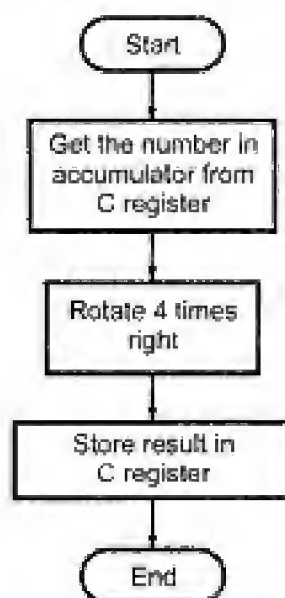 Start
Get the number in
accumulator from
C register
Rotate 4 times
right
Store result in
C register
End